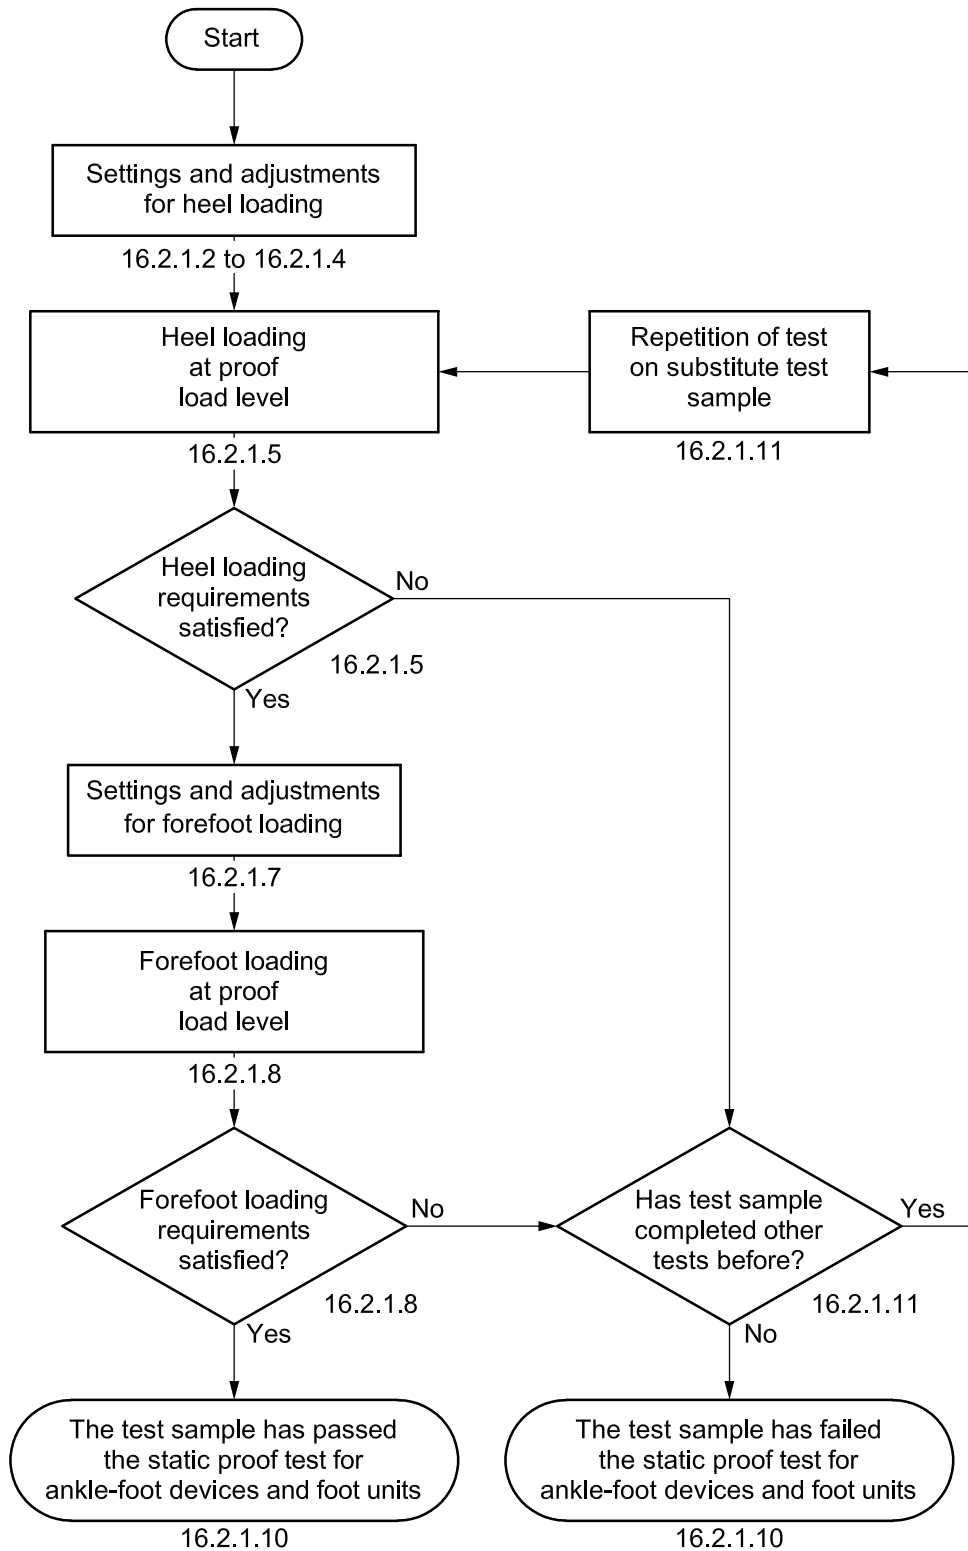 Start
Settings and adjustments
for heel loading
16.2.1.2 to 16.2.1.4
Heel loading
at proof
load level
16.2.1.5
Repetition of test
on substitute test
sample
16.2.1.11
Heel loading
requirements
satisfied?
No
16.2.1.5
Yes
Settings and adjustments
for forefoot loading
16.2.1.7
Forefoot loading
at proof
load level
16.2.1.8
Forefoot loading
requirements
satisfied?
No
16.2.1.8
Yes
Has test sample
completed other
tests before?
Yes
16.2.1.11
No
The test sample has passed
the static proof test for
ankle-foot devices and foot units
16.2.1.10
The test sample has failed
the static proof test for
ankle-foot devices and foot units
16.2.1.10